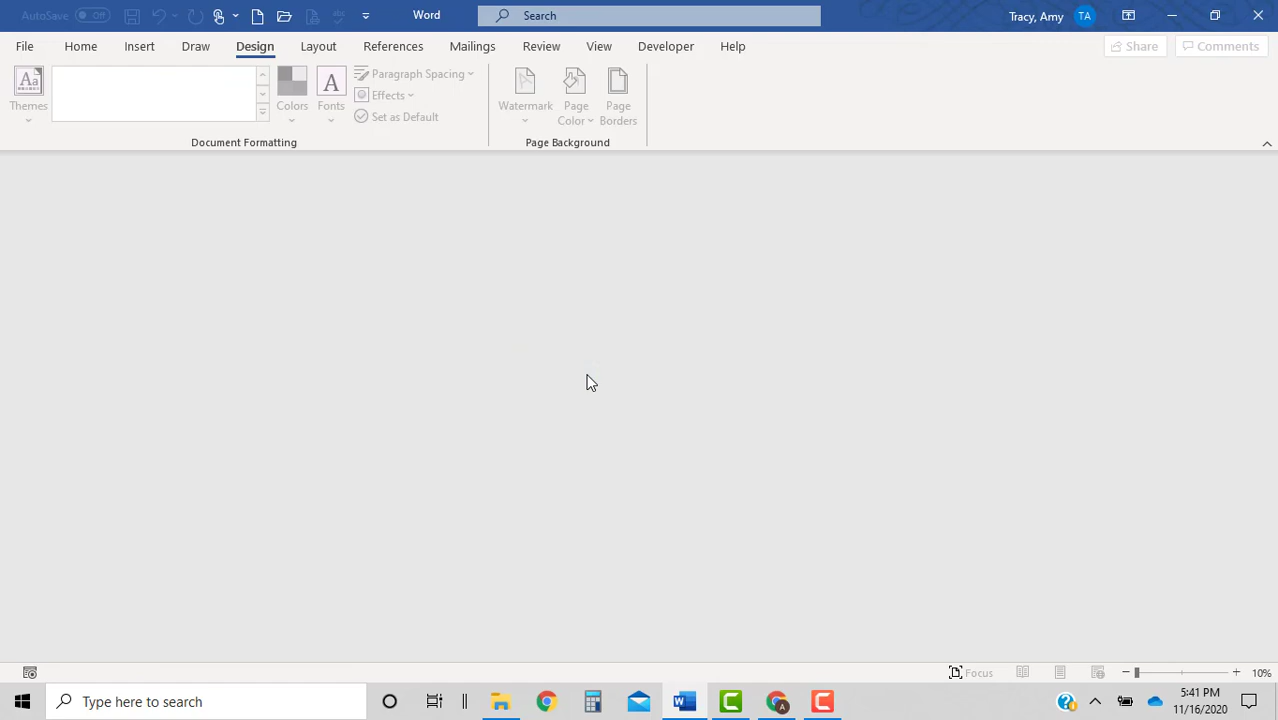 AutoSave Off Word Search Tracy, Amy TA
File Home Insert Draw Design Layout References Mailings Review View Developer Help Share Comments
Aa
Themes
Colors
A
Fonts
Paragraph Spacing
Effects
Set as Default
Watermark
Page
Color
Page
Borders
Document Formatting Page Background
Focus 10%
Type here to search
5:41 PM
11/16/2020